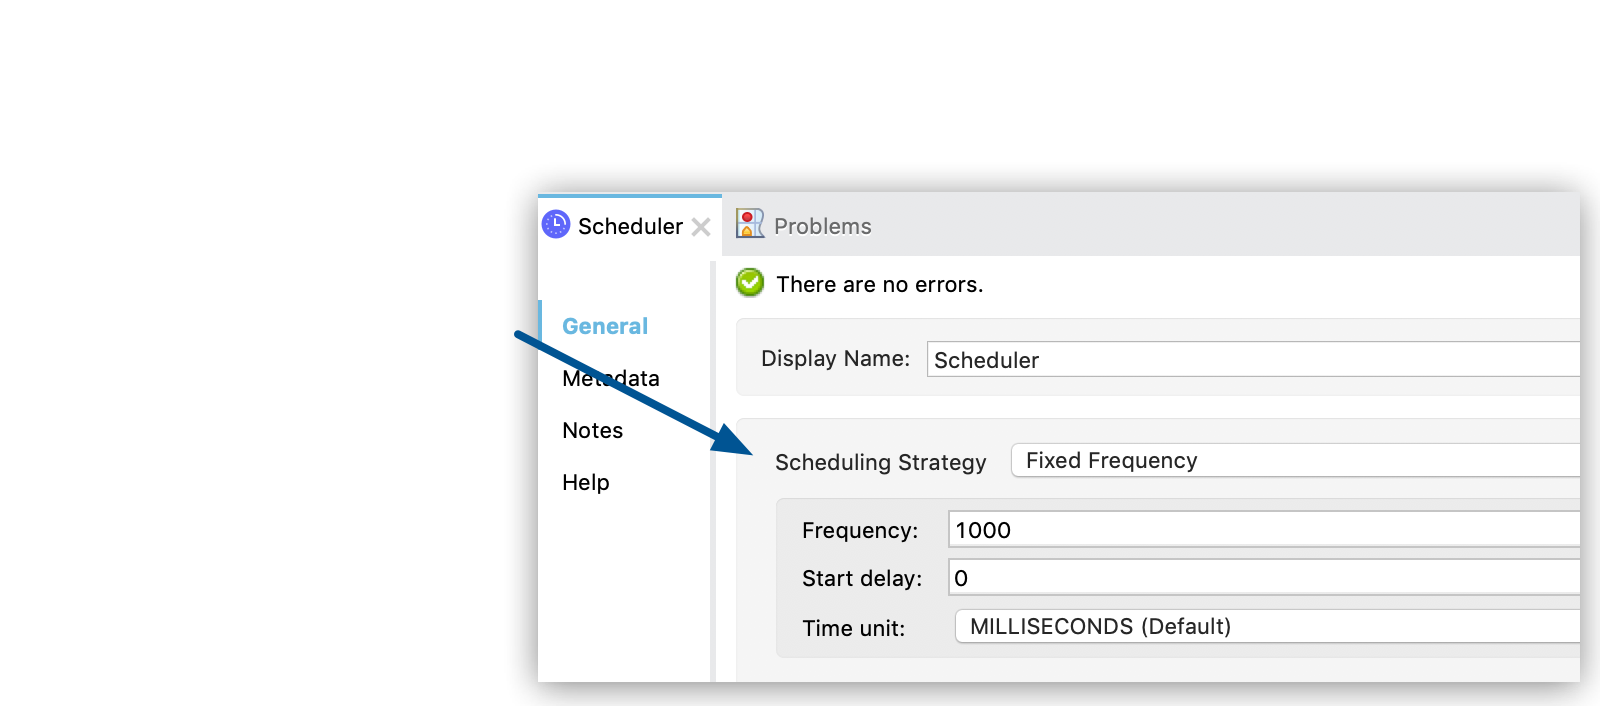 Scheduler
Problems
There are no errors.
General
Metadata
Notes
Help
Display Name: Scheduler
Scheduling Strategy Fixed Frequency
Frequency: 1000
Start delay: 0
Time unit: MILLISECONDS (Default)